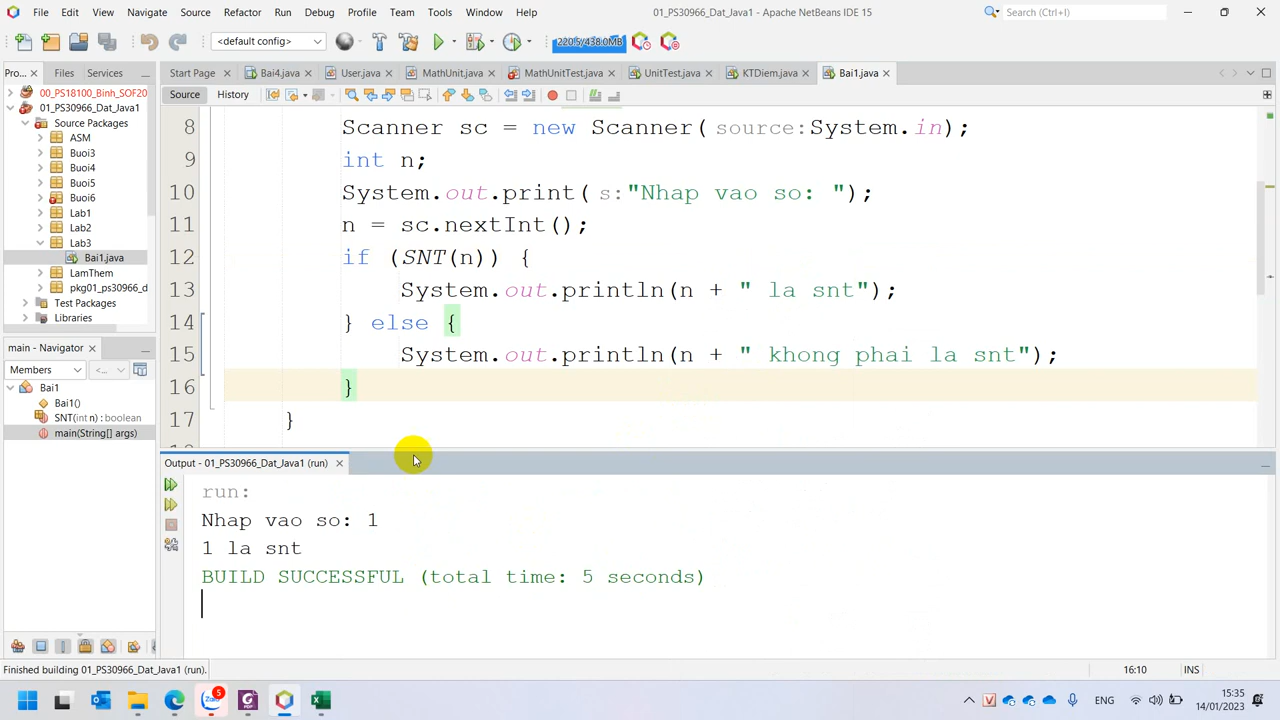 File Edit View Navigate Source Refactor Run Debug Profile Team Tools Window Help 01_PS30966_Dat_Java1 - Apache NetBeans IDE 15 Search (Ctrl+I)
<default config> 220.5/438.0MB
Pro... Files Services Start Page Bai4.java User.java MathUnit.java MathUnitTest.java UnitTest.java KTDiem.java Bai1.java
Source History
00_PS18100_Binh_SOF20
01_PS30966_Dat_Java1
Source Packages
ASM
Buoi3
Buoi4
Buoi5
Buoi6
Lab1
Lab2
Lab3
Bai1.java
LamThem
pkg01_ps30966_d
Test Packages
Libraries
main - Navigator
Members <...
Bai1
Bai1()
SNT(int n) : boolean
main(String[] args)
8 Scanner sc = new Scanner(source:System.in);
9 int n;
10 System.out.print(s:"Nhap vao so: ");
11 n = sc.nextInt();
12 if (SNT(n)) {
13 System.out.println(n + " la snt");
14 } else {
15 System.out.println(n + " khong phai la snt");
16 }
17 }
Output - 01_PS30966_Dat_Java1 (run)
run:
Nhap vao so: 1
1 la snt
BUILD SUCCESSFUL (total time: 5 seconds)
Finished building 01_PS30966_Dat_Java1 (run). 16:10 INS
Zalo 5 ENG 15:35
14/01/2023